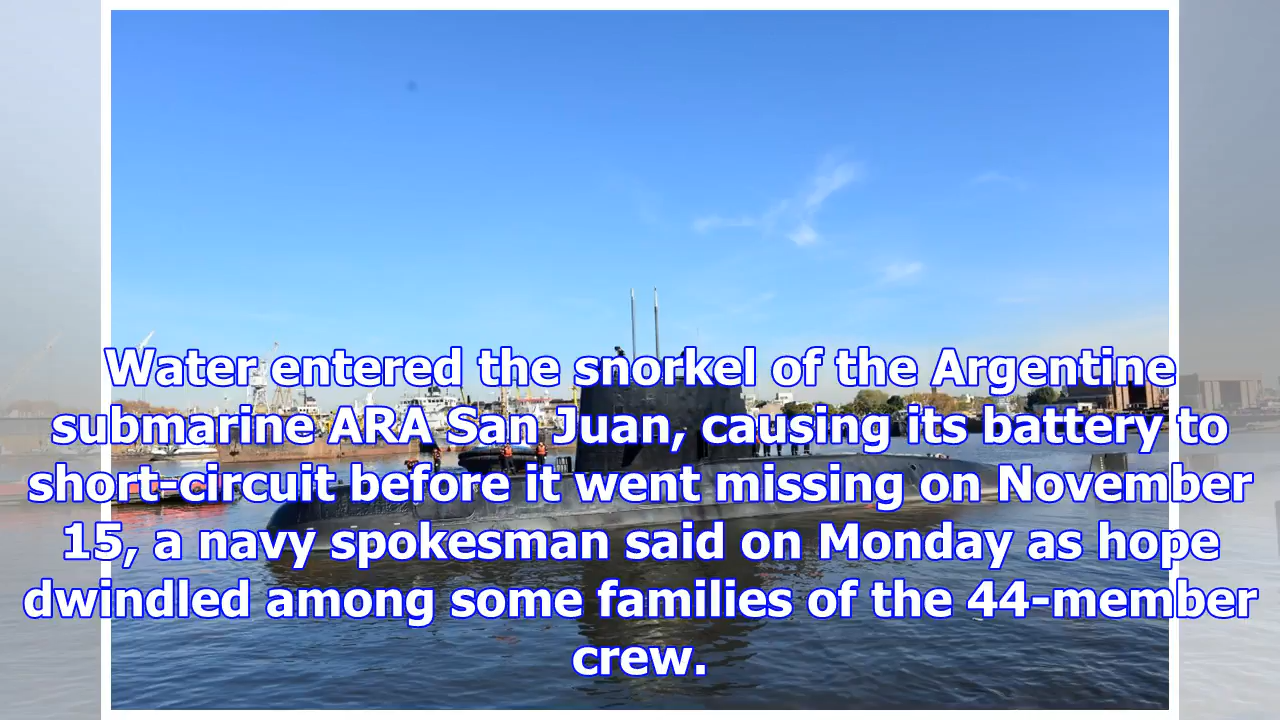 Water entered the snorkel of the Argentine
submarine ARA San Juan, causing its battery to
short-circuit before it went missing on November
15, a navy spokesman said on Monday as hope
dwindled among some families of the 44-member
crew.